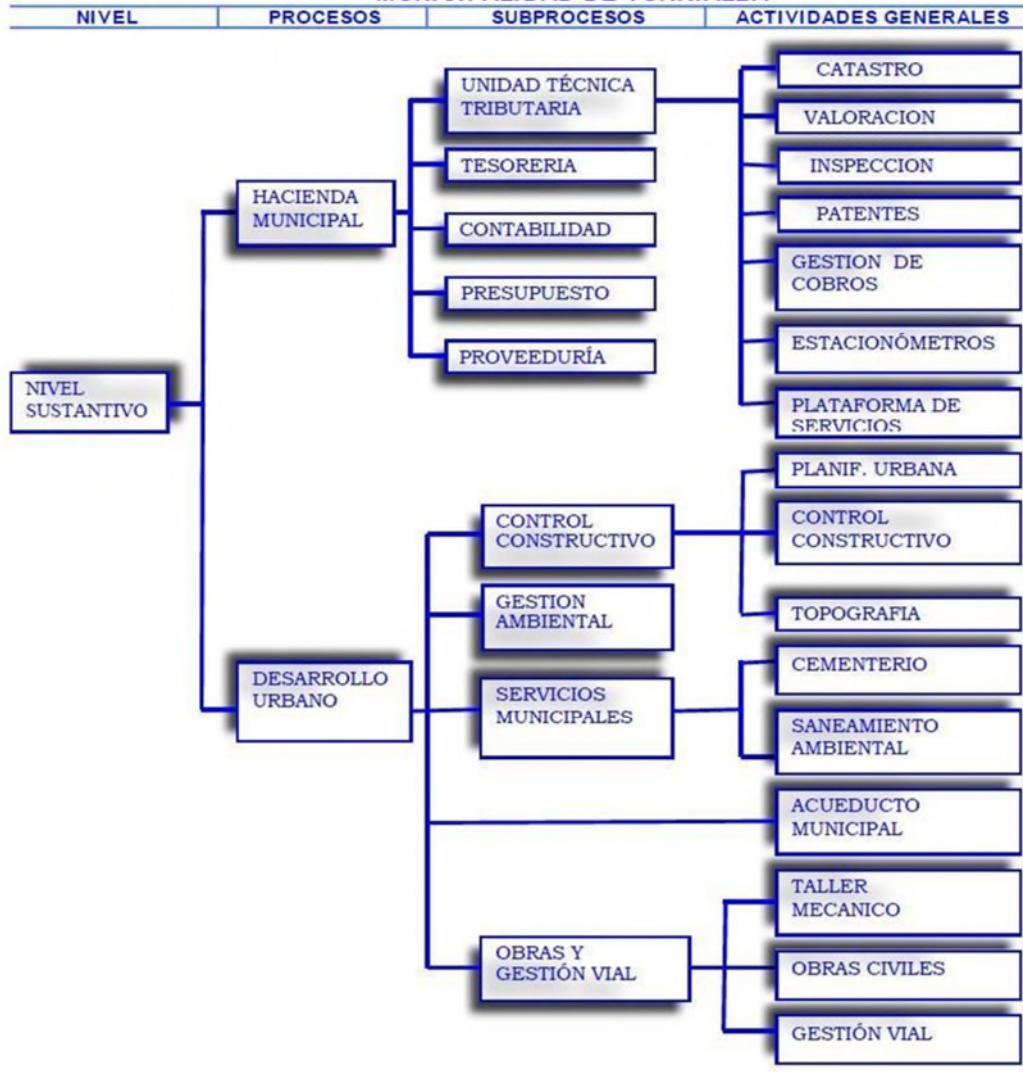 NIVEL
PROCESOS
SUBPROCESOS
ACTIVIDADES GENERALES
NIVEL
SUSTANTIVO
HACIENDA
MUNICIPAL
UNIDAD TÉCNICA
TRIBUTARIA
TESORERIA
CONTABILIDAD
PRESUPUESTO
PROVEEDURÍA
CATASTRO
VALORACION
INSPECCION
PATENTES
GESTION DE
COBROS
ESTACIONÓMETROS
PLATAFORMA DE
SERVICIOS
DESARROLLO
URBANO
CONTROL
CONSTRUCTIVO
GESTION
AMBIENTAL
SERVICIOS
MUNICIPALES
OBRAS Y
GESTIÓN VIAL
PLANIF. URBANA
CONTROL
CONSTRUCTIVO
TOPOGRAFIA
CEMENTERIO
SANEAMIENTO
AMBIENTAL
ACUEDUCTO
MUNICIPAL
TALLER
MECANICO
OBRAS CIVILES
GESTIÓN VIAL